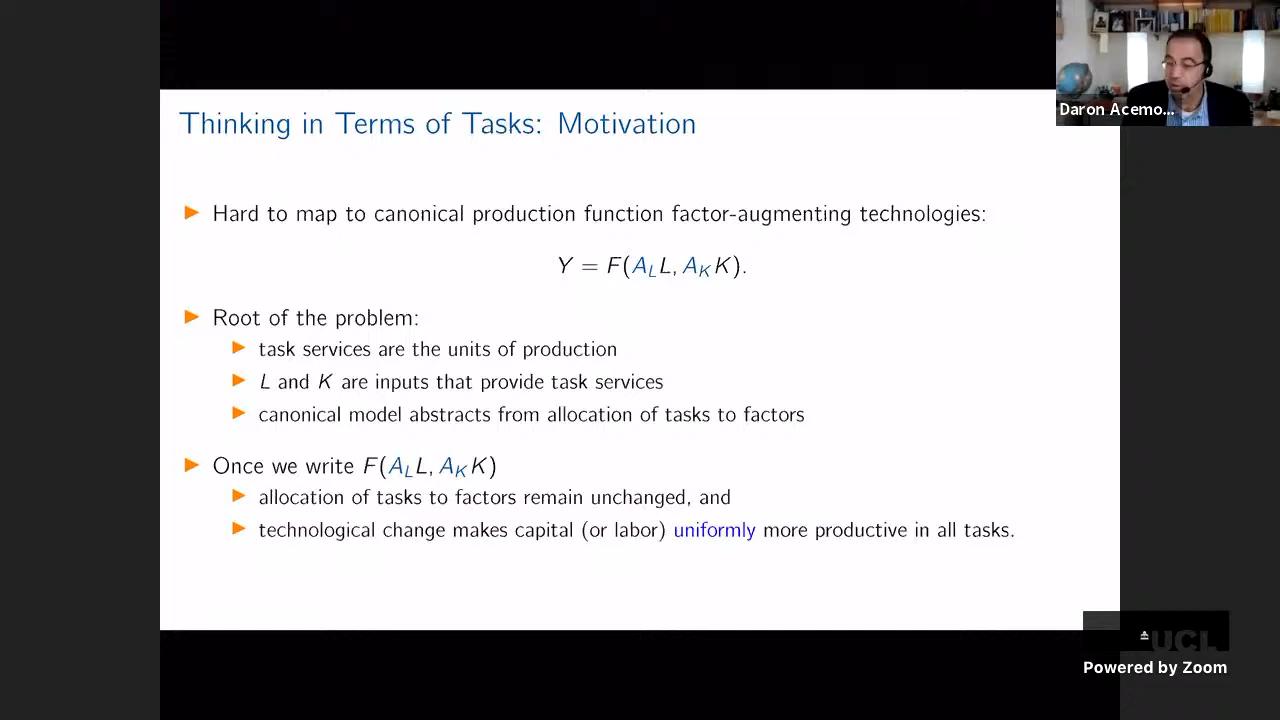 Daron Acemo...
Thinking in Terms of Tasks: Motivation
Hard to map to canonical production function factor-augmenting technologies:
Y = F(A_L L, A_K K).
Root of the problem:
task services are the units of production
L and K are inputs that provide task services
canonical model abstracts from allocation of tasks to factors
Once we write F(A_L L, A_K K)
allocation of tasks to factors remain unchanged, and
technological change makes capital (or labor) uniformly more productive in all tasks.
UCL
Powered by Zoom